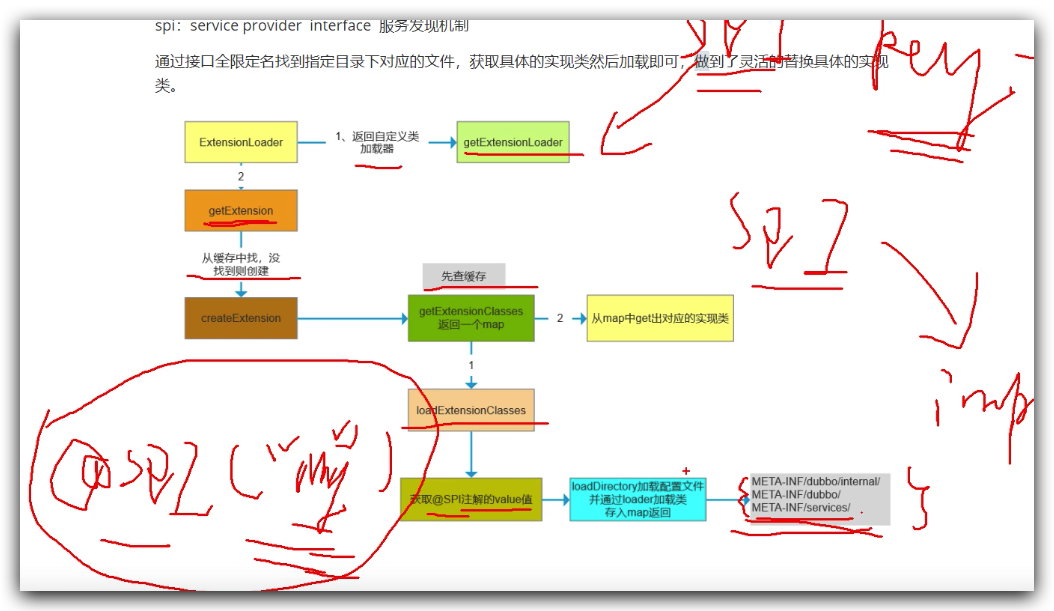 spi：service provider interface 服务发现机制
通过接口全限定名找到指定目录下对应的文件，获取具体的实现类然后加载即可，做到了灵活的替换具体的实现
类。
SPI
key
ExtensionLoader
1、返回自定义类
加载器
getExtensionLoader
2
getExtension
从缓存中找，没
找到则创建
createExtension
先查缓存
getExtensionClasses
返回一个map
2
从map中get出对应的实现类
SPI
imp
1
loadExtensionClasses
@SPI ("
")
获取@SPI注解的value值
loadDirectory加载配置文件
并通过loader加载类
存入map返回
META-INF/dubbo/internal/
META-INF/dubbo/
META-INF/services/